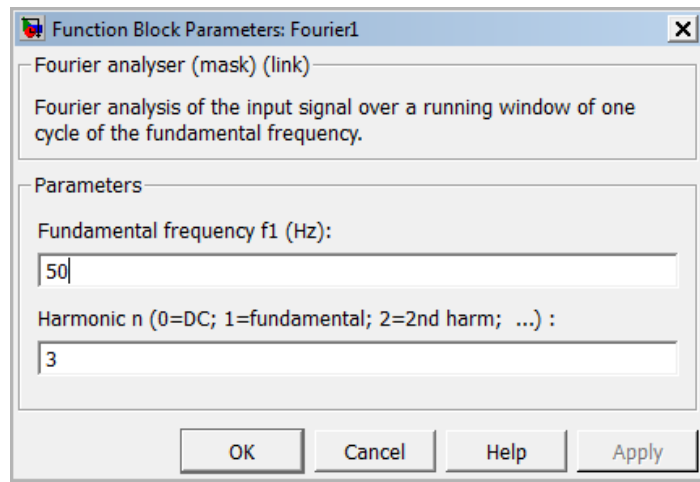 Function Block Parameters: Fourier1
Fourier analyser (mask) (link)
Fourier analysis of the input signal over a running window of one
cycle of the fundamental frequency.
Parameters
Fundamental frequency f1 (Hz):
50
Harmonic n (0=DC; 1=fundamental; 2=2nd harm;  ...) :
3
OK Cancel Help Apply